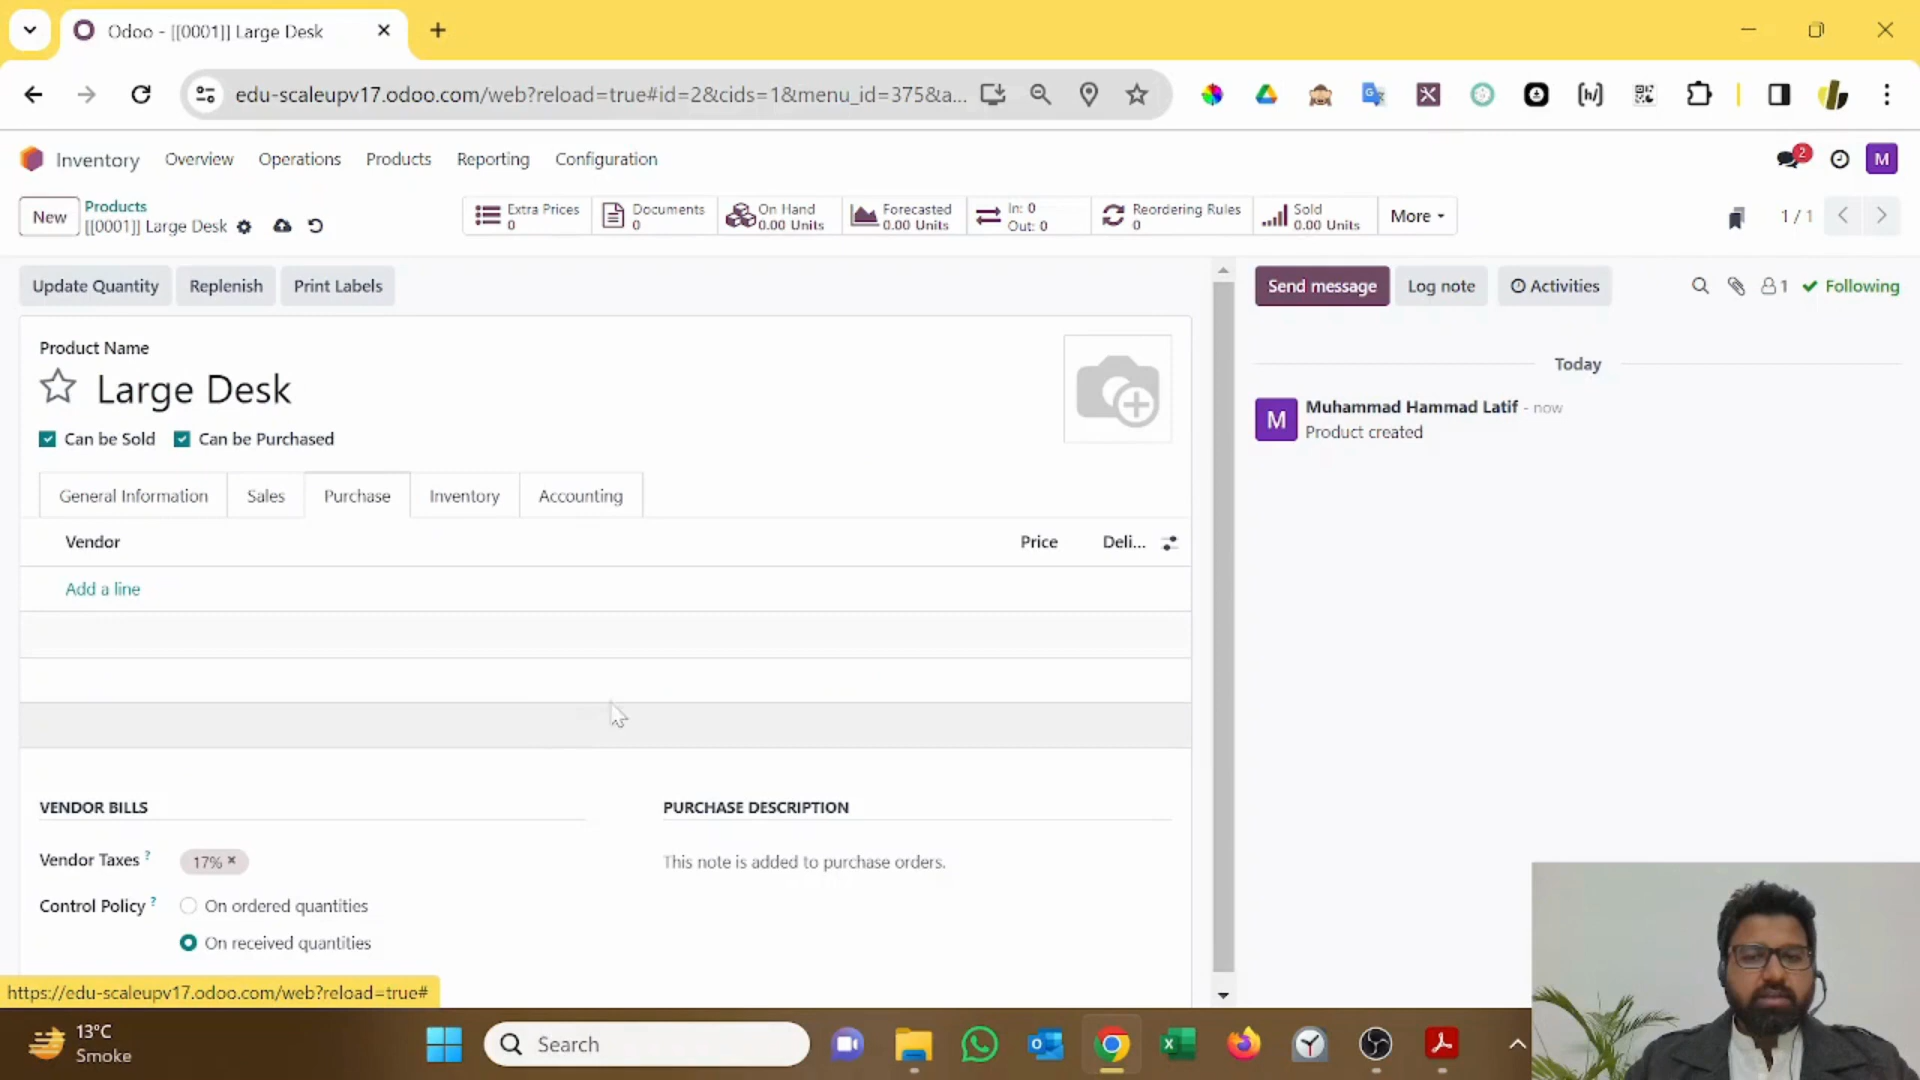 Odoo - [[0001]] Large Desk
edu-scaleupv17.odoo.com/web?reload=true#id=2&cids=1&menu_id=375&a...
[h/]
Inventory Overview Operations Products Reporting Configuration
2
M
New
Products
[[0001]] Large Desk
Extra Prices
0
Documents
0
On Hand
0.00 Units
Forecasted
0.00 Units
In: 0
Out: 0
Reordering Rules
0
Sold
0.00 Units
More
1 / 1
Update Quantity Replenish Print Labels
Send message Log note Activities 1 Following
Product Name
Large Desk
Can be Sold Can be Purchased
Today
M
Muhammad Hammad Latif - now
Product created
General Information Sales Purchase Inventory Accounting
Vendor Price Deli...
Add a line
VENDOR BILLS
Vendor Taxes ? 17% ×
Control Policy ? On ordered quantities
On received quantities
PURCHASE DESCRIPTION
This note is added to purchase orders.
https://edu-scaleupv17.odoo.com/web?reload=true#
13°C
Smoke
Search